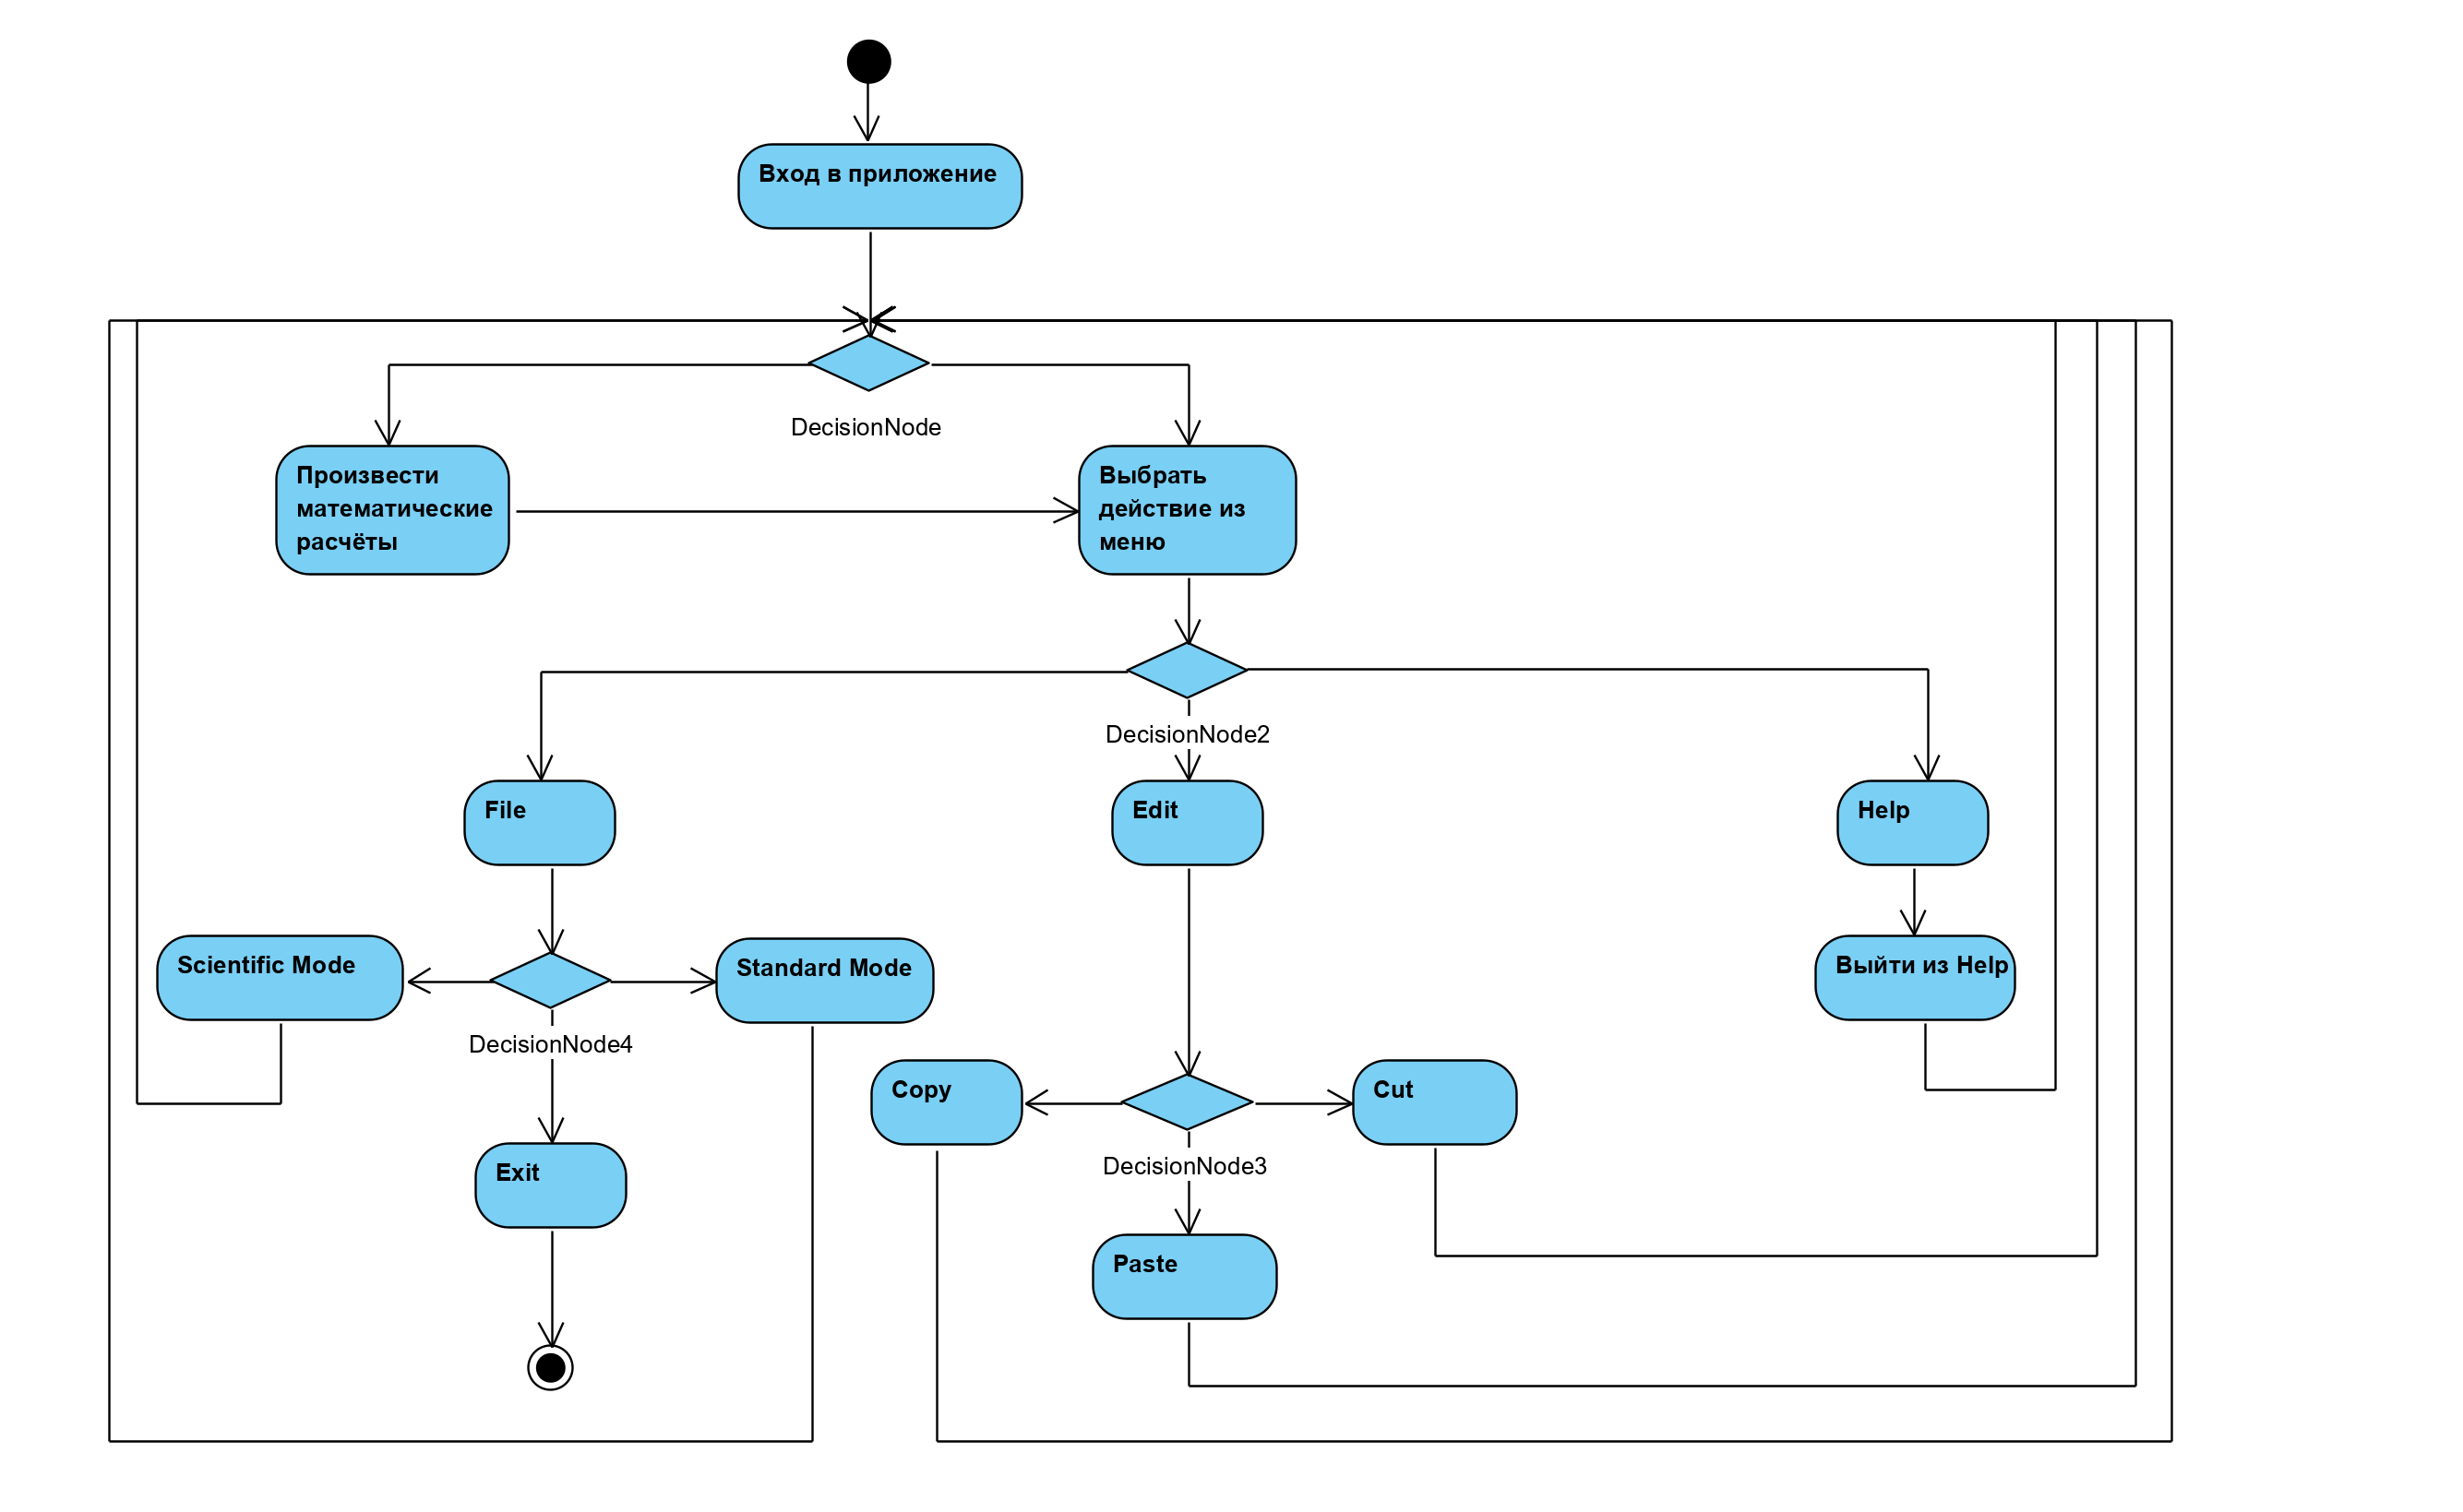 Вход в приложение
DecisionNode
Произвести
математические
расчёты
Выбрать
действие из
меню
DecisionNode2
File
Edit
Help
Scientific Mode
Standard Mode
Выйти из Help
DecisionNode4
Copy
Cut
Exit
DecisionNode3
Paste